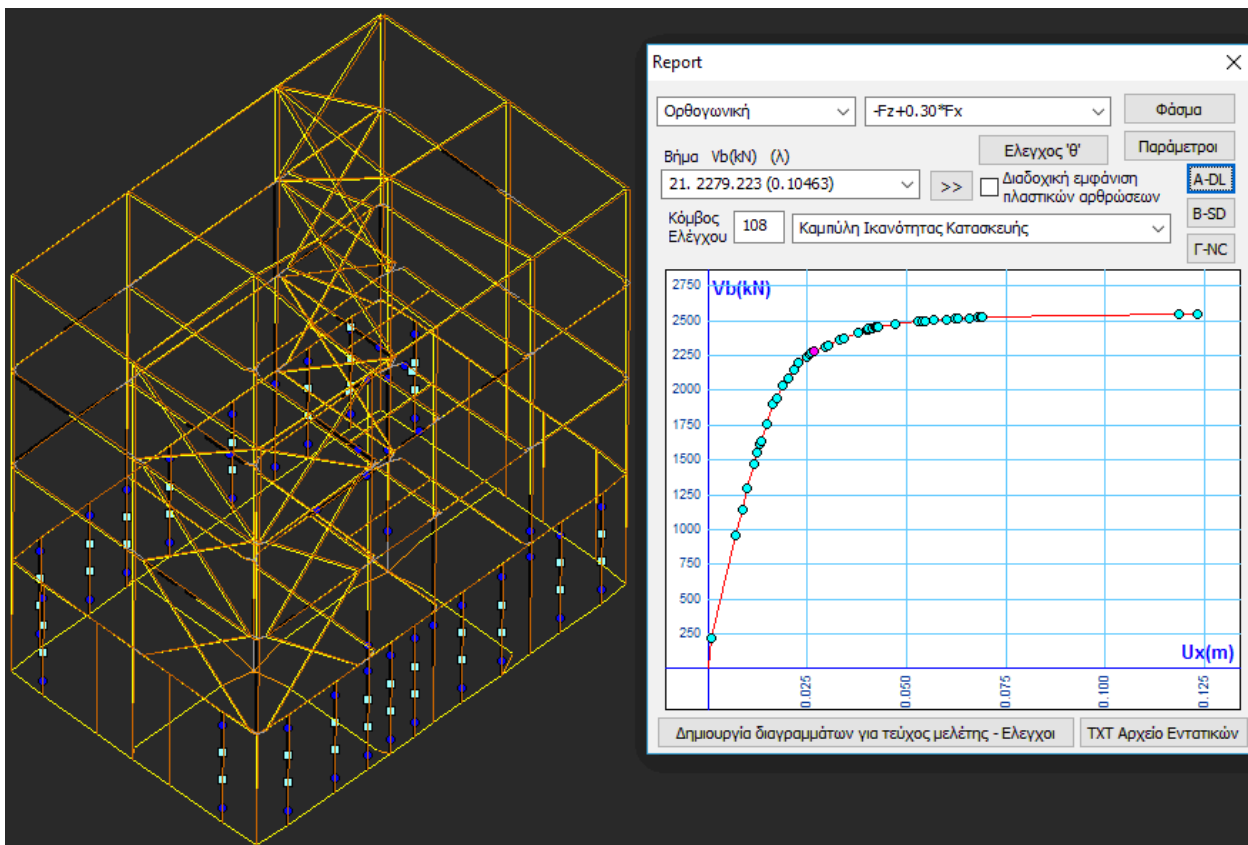 Report
Ορθογωνική
-Fz+0.30*Fx
Φάσμα
Ελεγχος 'θ'
Παράμετροι
Βήμα Vb(kN) (λ)
21. 2279.223 (0.10463)
>>
Διαδοχική εμφάνιση
πλαστικών αρθρώσεων
A-DL
Κόμβος
Ελέγχου
108
Καμπύλη Ικανότητας Κατασκευής
B-SD
Γ-NC
Vb(kN)
2750
2500
2250
2000
1750
1500
1250
1000
750
500
250
Ux(m)
0.025
0.050
0.075
0.100
0.125
Δημιουργία διαγραμμάτων για τεύχος μελέτης - Ελεγχοι
TXT Αρχείο Εντατικών